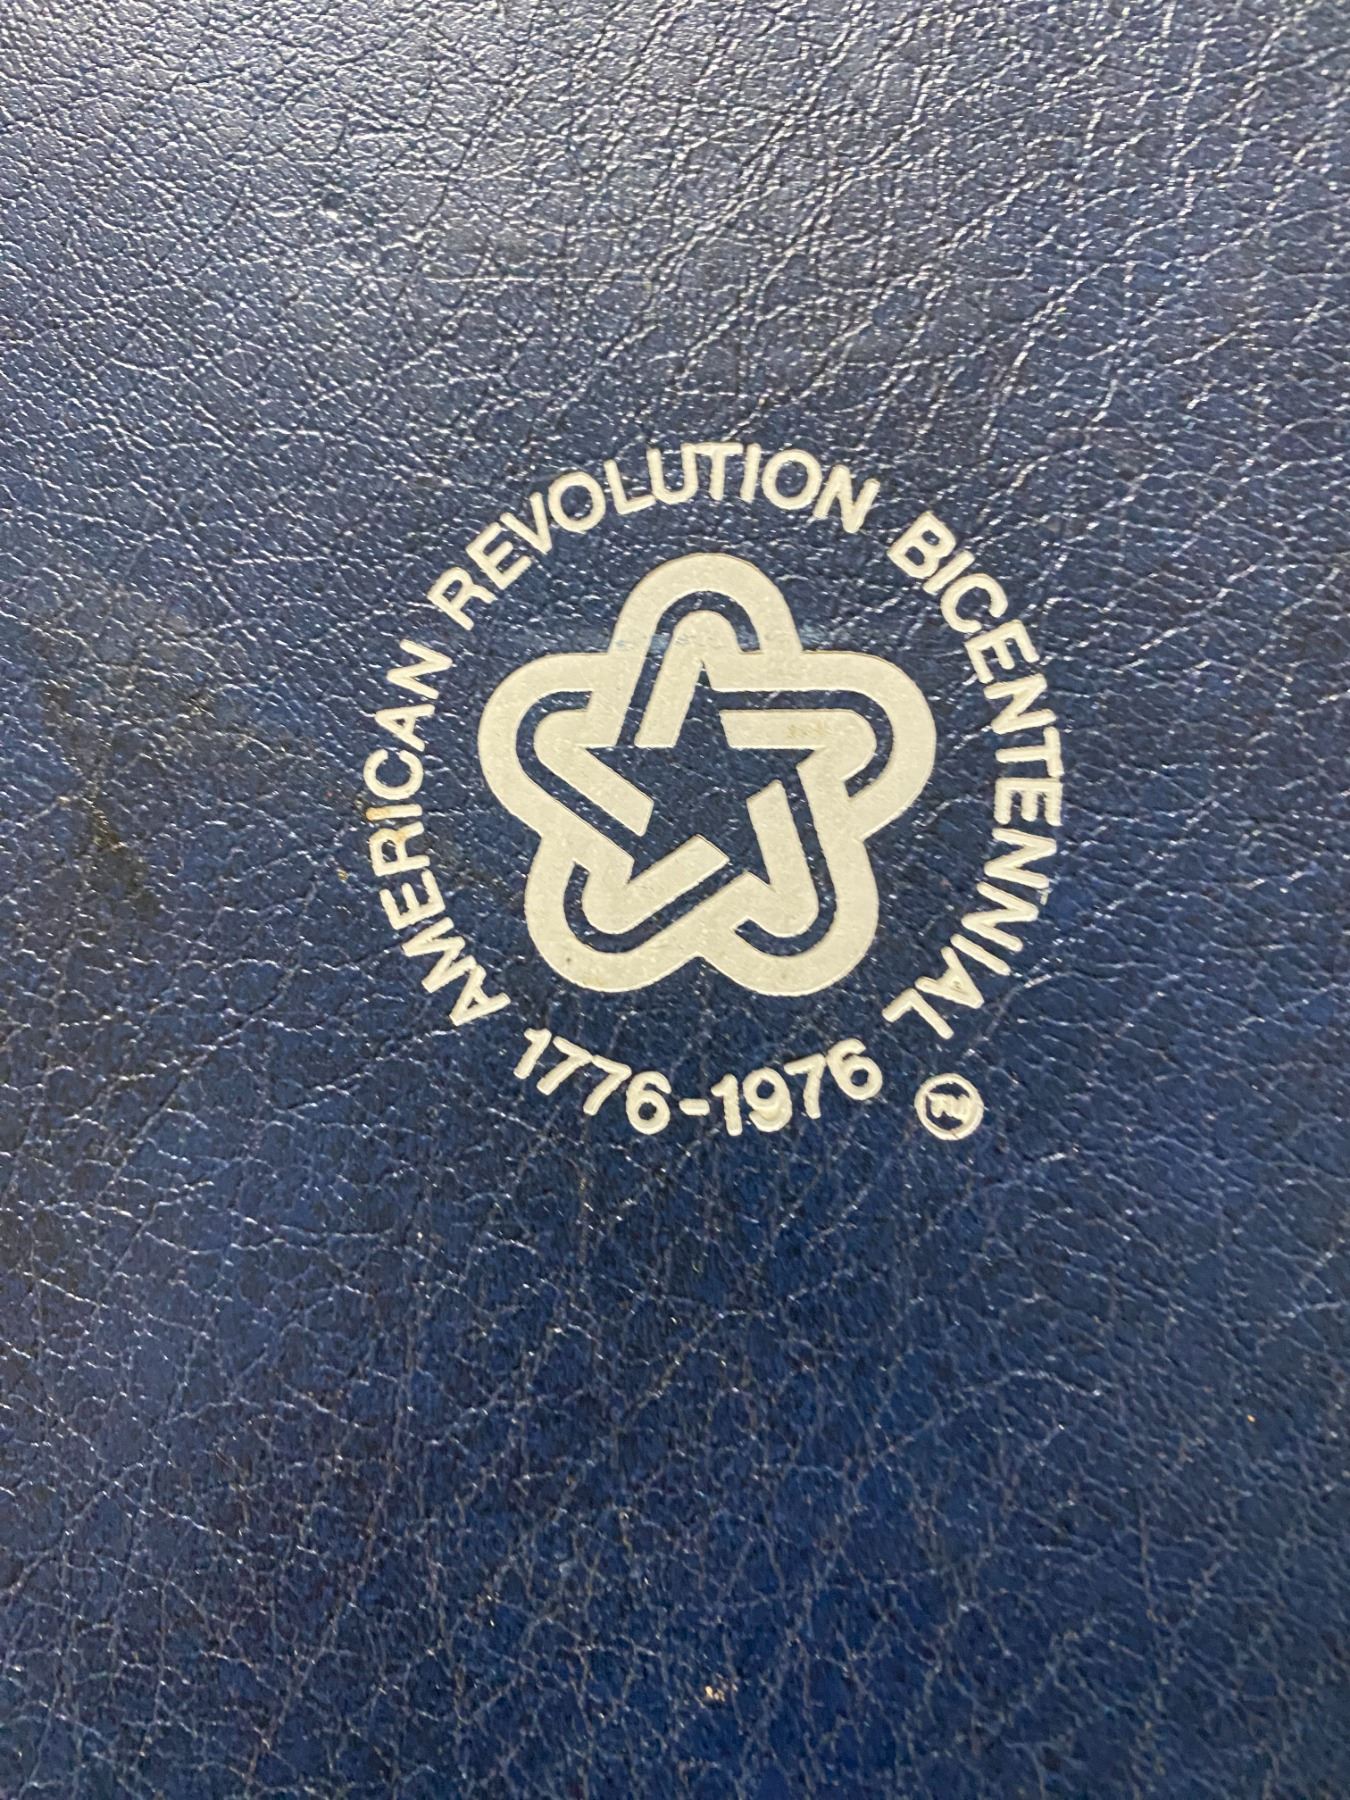 AMERICAN REVOLUTION BICENTENNIAL
1776-1976
®